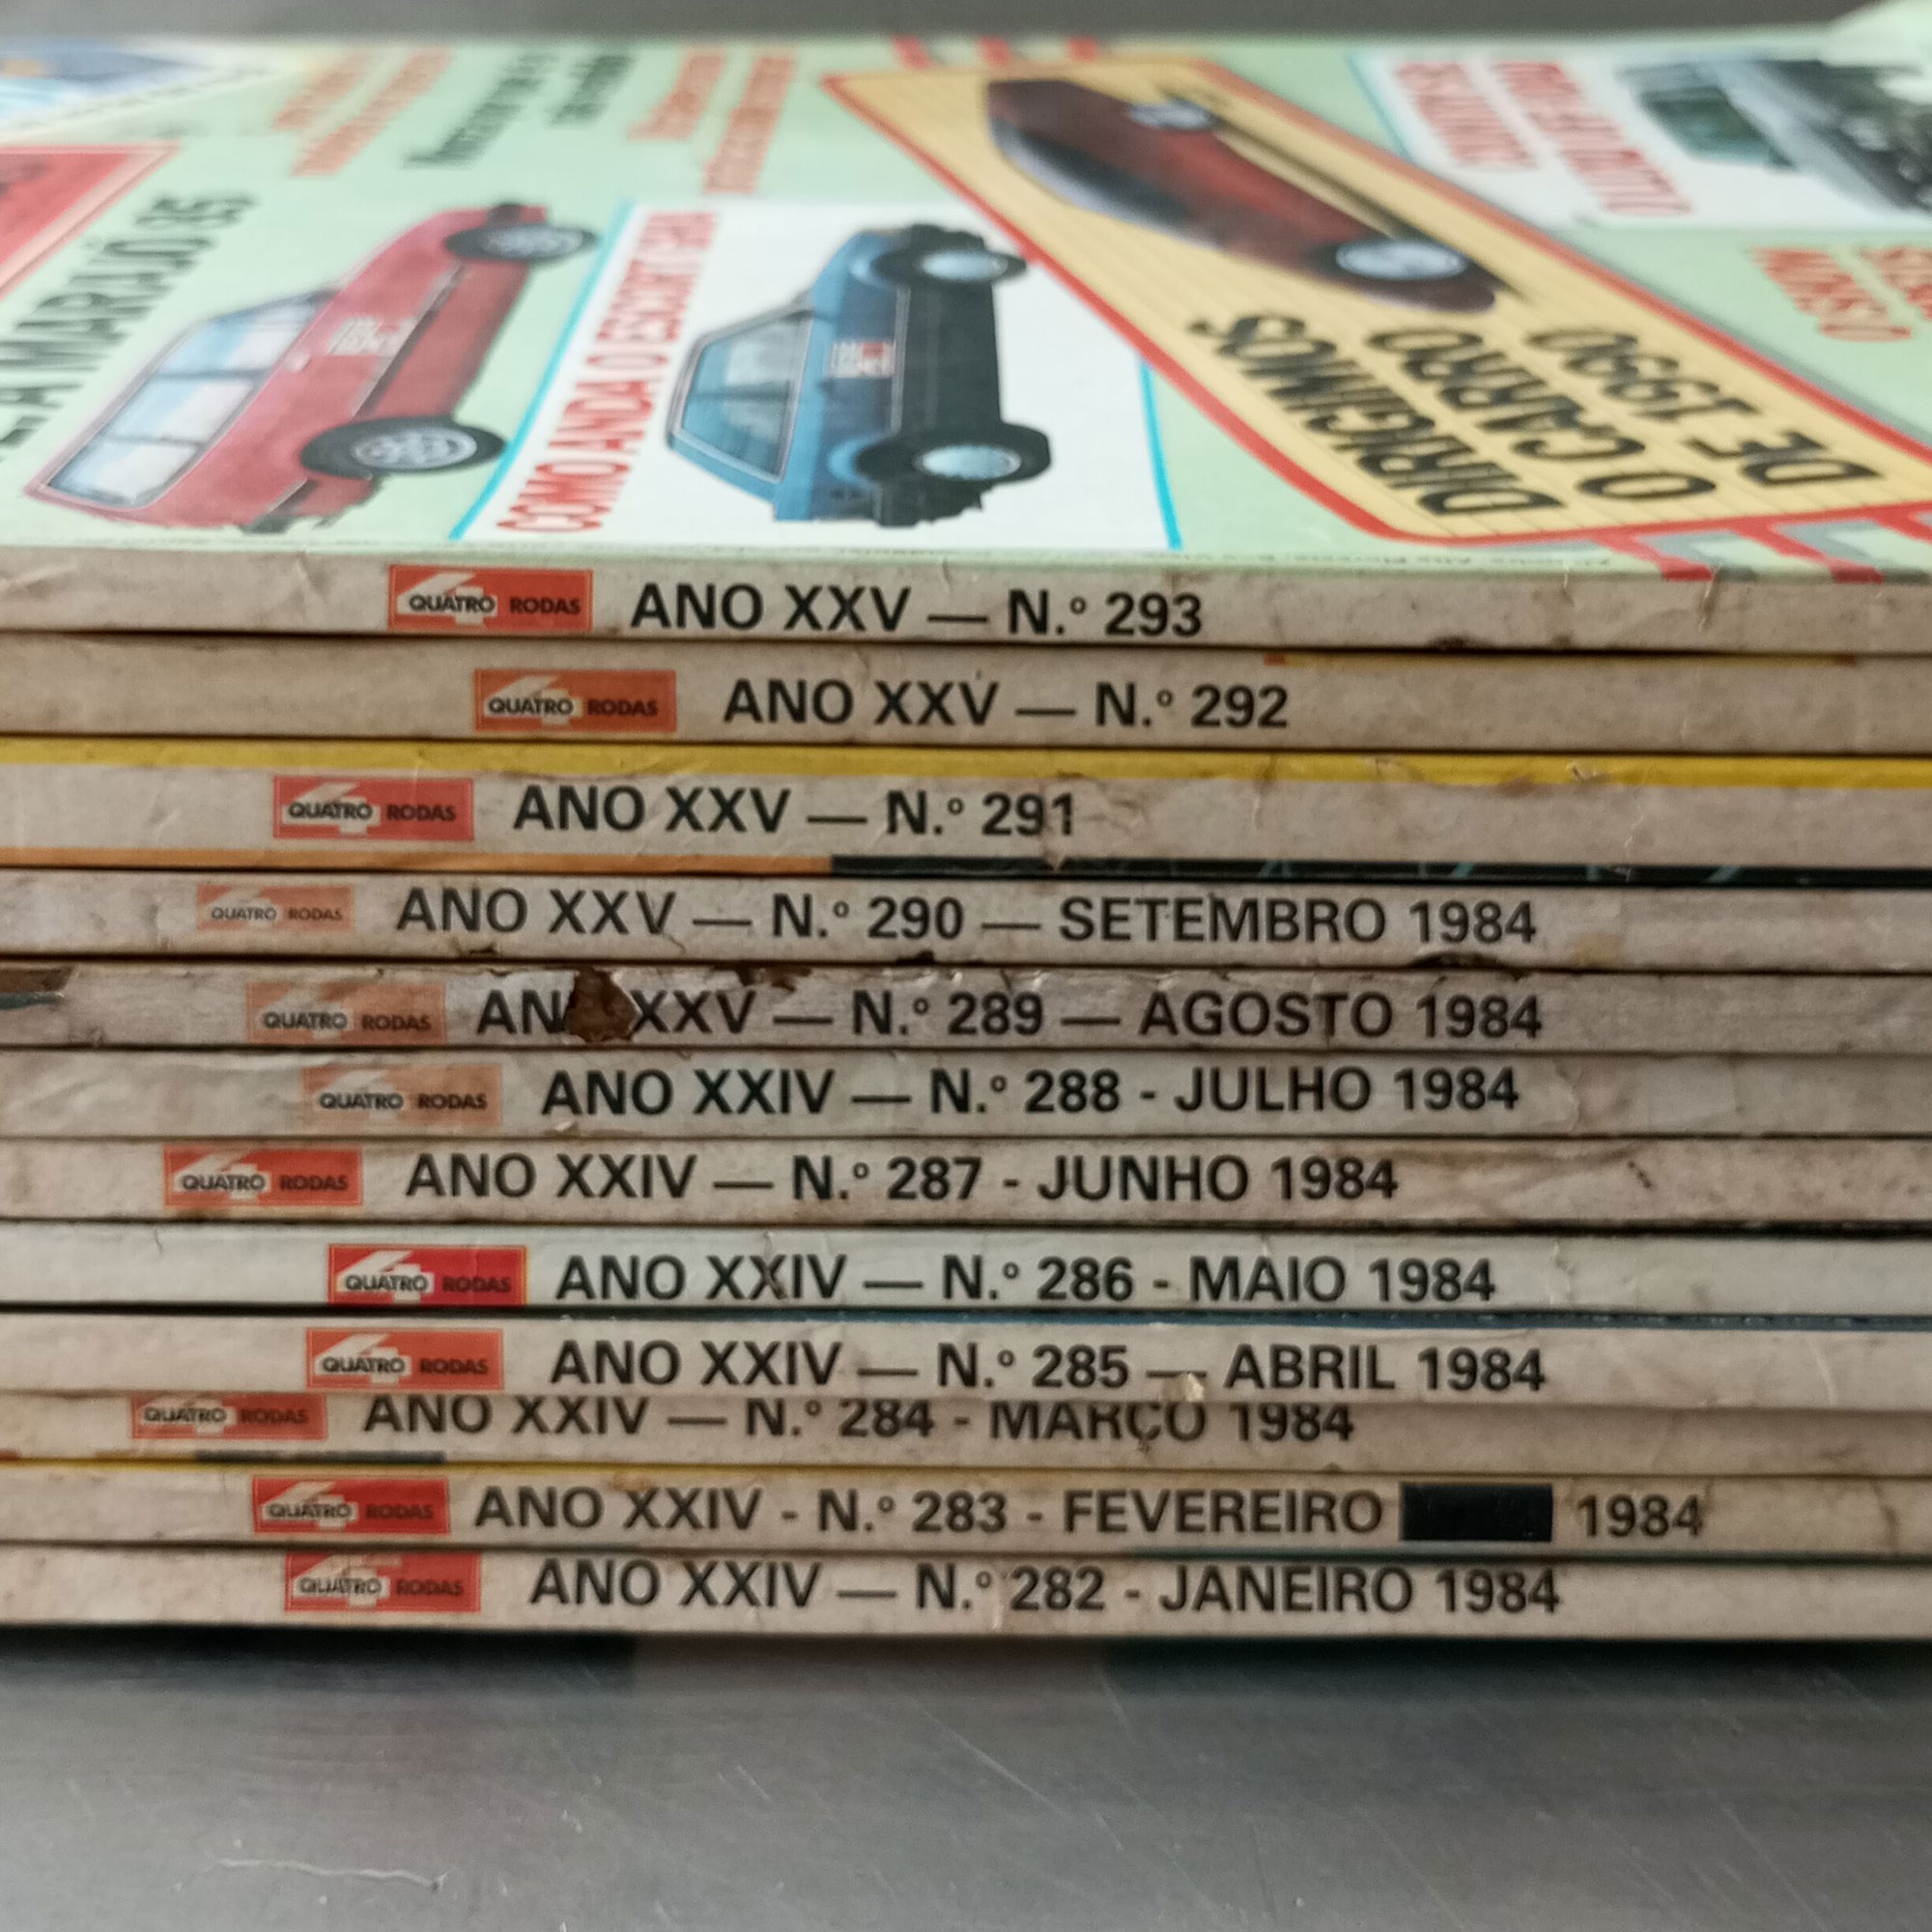 A MARAJÓ 85
COMO ANDA O ESCORT
DIRIGIMOS
O CARRO
DE 1990
QUATRO RODAS ANO XXV — N.º 293
QUATRO RODAS ANO XXV — N.º 292
QUATRO RODAS ANO XXV — N.º 291
QUATRO RODAS ANO XXV — N.º 290 — SETEMBRO 1984
QUATRO RODAS AN XXV — N.º 289 — AGOSTO 1984
QUATRO RODAS ANO XXIV — N.º 288 - JULHO 1984
QUATRO RODAS ANO XXIV — N.º 287 - JUNHO 1984
QUATRO RODAS ANO XXIV — N.º 286 - MAIO 1984
QUATRO RODAS ANO XXIV — N.º 285 — ABRIL 1984
QUATRO RODAS ANO XXIV — N.º 284 - MARÇO 1984
QUATRO RODAS ANO XXIV - N.º 283 - FEVEREIRO 1984
QUATRO RODAS ANO XXIV — N.º 282 - JANEIRO 1984